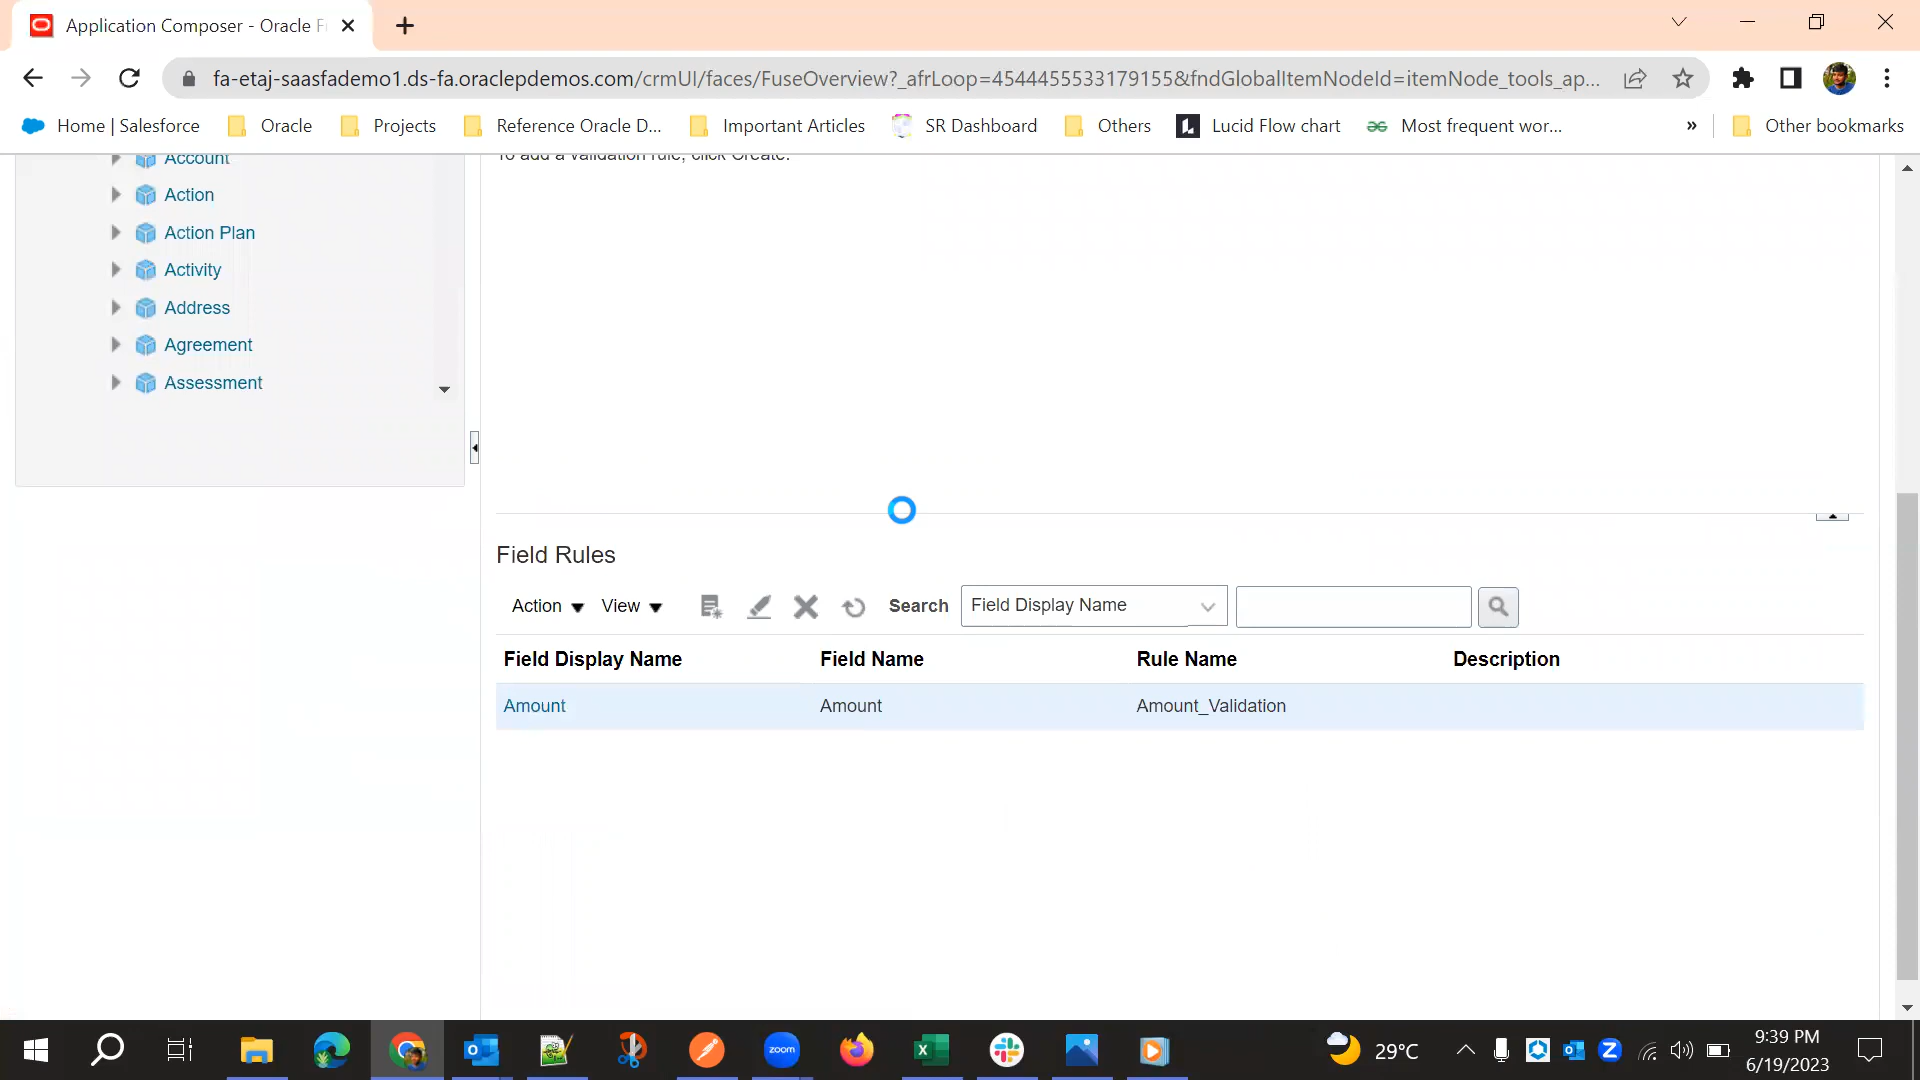 Application Composer - Oracle F
fa-etaj-saasfademo1.ds-fa.oraclepdemos.com/crmUI/faces/FuseOverview?_afrLoop=4544455533179155&fndGlobalItemNodeId=itemNode_tools_ap...
Home | Salesforce Oracle Projects Reference Oracle D... Important Articles SR Dashboard Others Lucid Flow chart Most frequent wor... » Other bookmarks
Account
To add a validation rule, click Create.
Action
Action Plan
Activity
Address
Agreement
Assessment
Field Rules
Action View Search Field Display Name
Field Display Name Field Name Rule Name Description
Amount Amount Amount_Validation
zoom
29°C
9:39 PM
6/19/2023